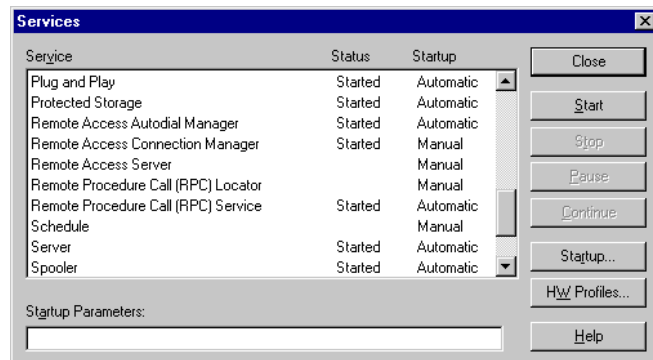 Services
Service Status Startup
Plug and Play Started Automatic
Protected Storage Started Automatic
Remote Access Autodial Manager Started Automatic
Remote Access Connection Manager Started Manual
Remote Access Server Manual
Remote Procedure Call (RPC) Locator Manual
Remote Procedure Call (RPC) Service Started Automatic
Schedule Manual
Server Started Automatic
Spooler Started Automatic
Startup Parameters:
Close
Start
Stop
Pause
Continue
Startup...
HW Profiles...
Help